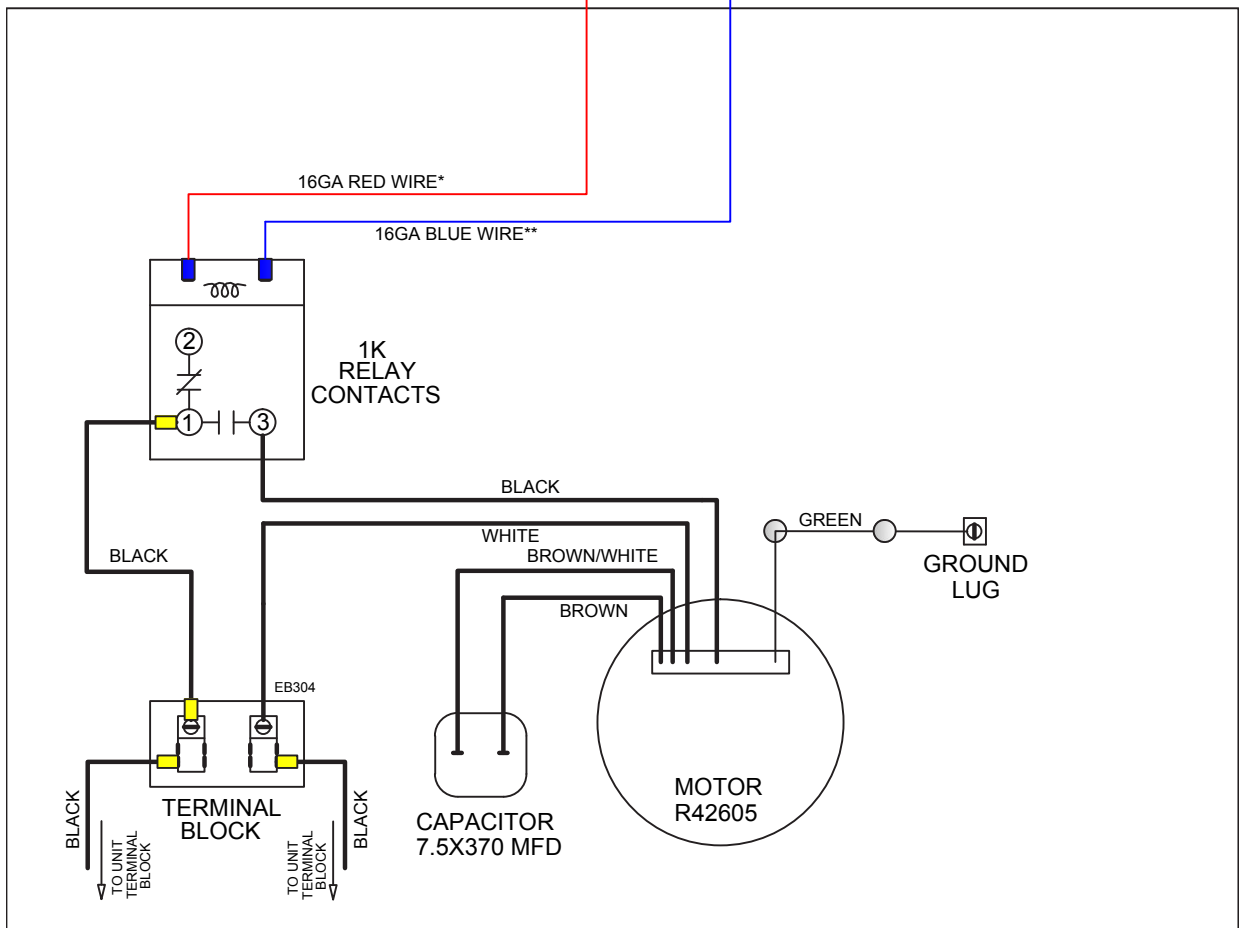 16GA RED WIRE*
16GA BLUE WIRE**
2
1
3
1K
RELAY
CONTACTS
BLACK
WHITE
BROWN/WHITE
BROWN
BLACK
GREEN
GROUND
LUG
EB304
TERMINAL
BLOCK
BLACK
TO UNIT
TERMINAL
BLOCK
TO UNIT
TERMINAL
BLOCK
BLACK
CAPACITOR
7.5X370 MFD
MOTOR
R42605